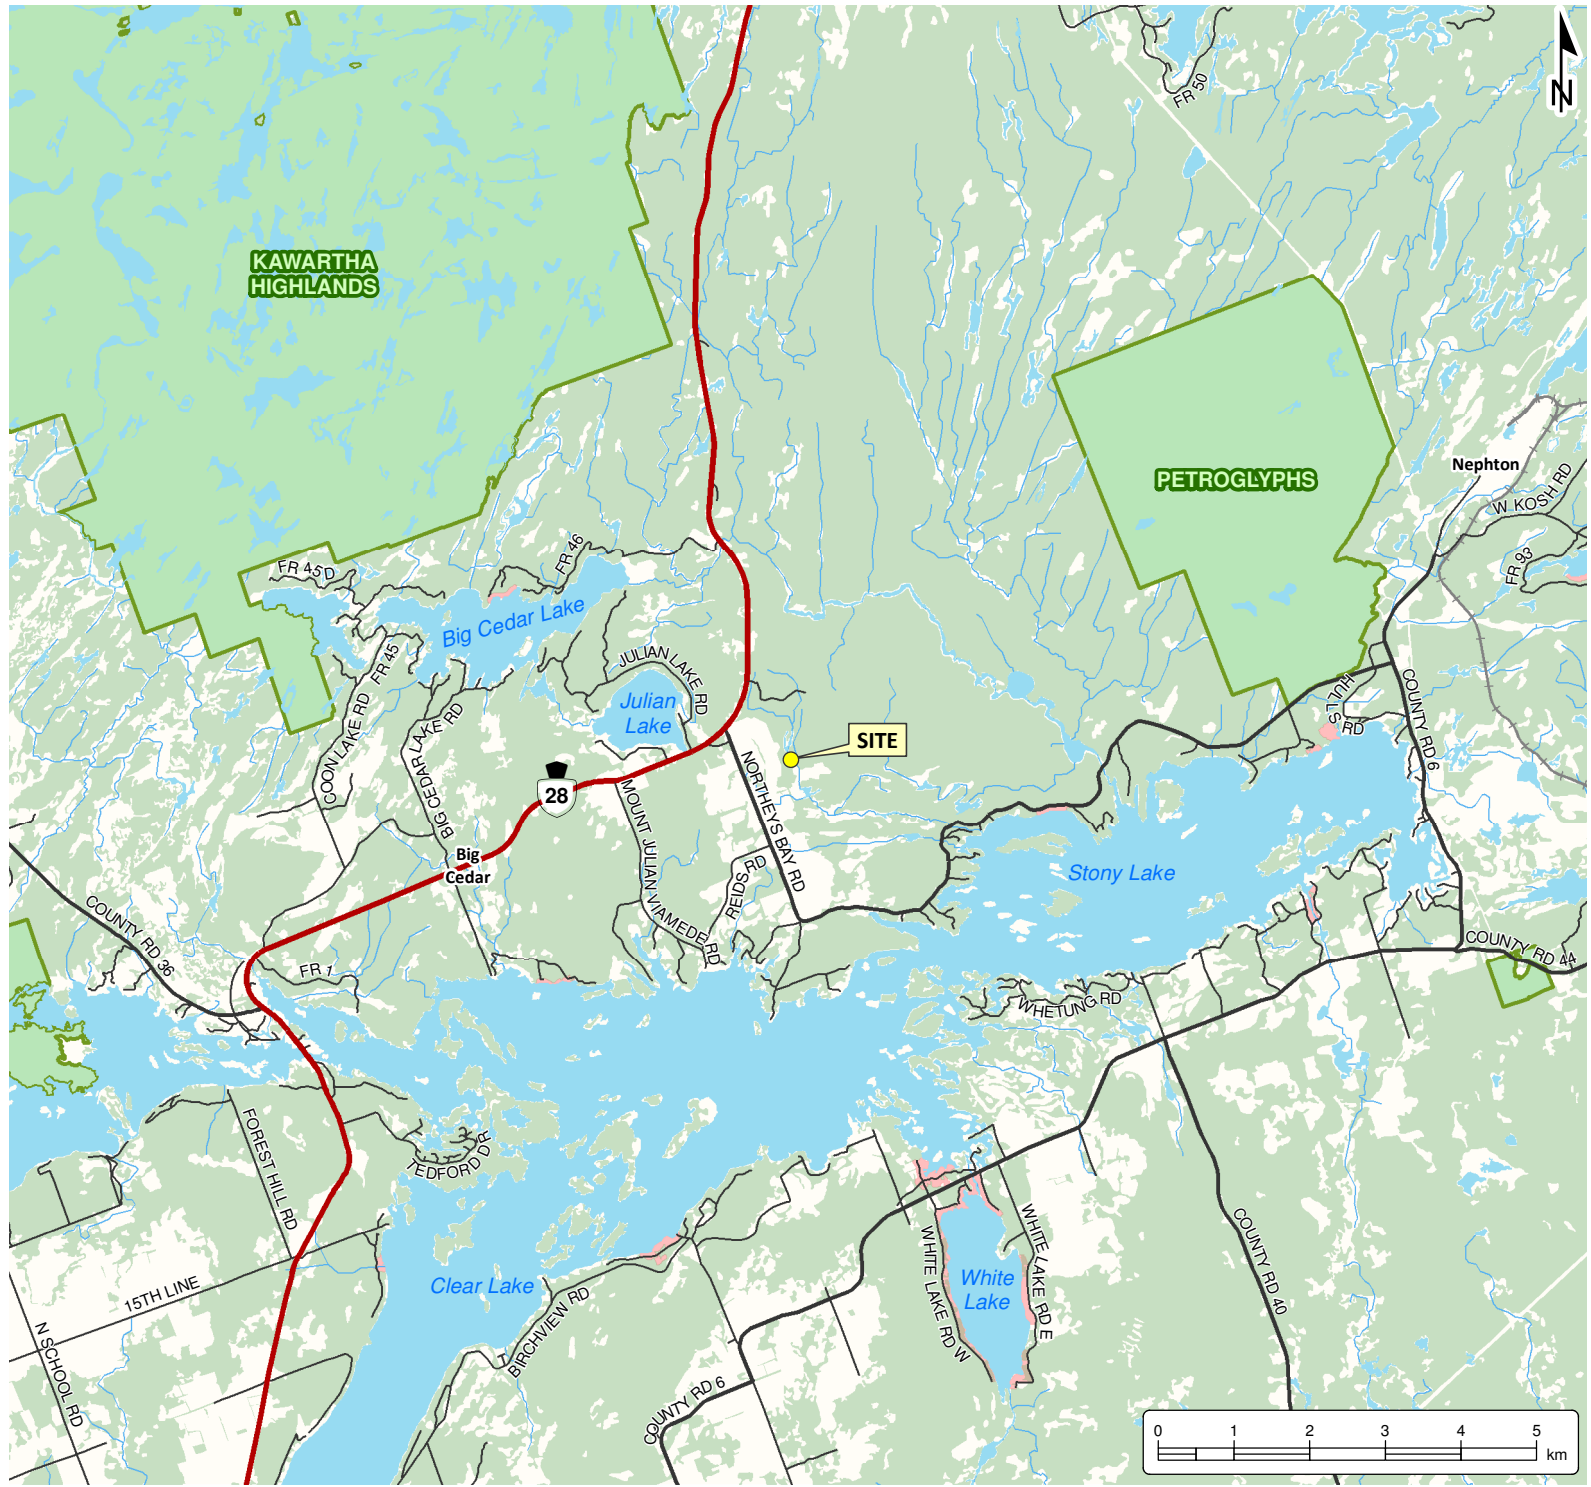 FR 50
N
KAWARTHA
HIGHLANDS
PETROGLYPHS
Nephton
W KOSH RD
FR 93
FR 45 D
FR 46
Big Cedar Lake
FR 45
JULIAN LAKE RD
Julian
Lake
HULLS RD
COUNTY RD 6
COON LAKE RD
BIG CEDAR LAKE RD
SITE
28
NORTHEYS BAY RD
MOUNT JULIAN VIAMEDE RD
REIDS RD
Big
Cedar
Stony Lake
COUNTY RD 36
FR 1
COUNTY RD 44
WHETUNG RD
FOREST HILL RD
TEDFORD DR
15TH LINE
N SCHOOL RD
Clear Lake
BIRCHVIEW RD
COUNTY RD 6
WHITE LAKE RD W
White
Lake
WHITE LAKE RD E
COUNTY RD 40
0 1 2 3 4 5
km